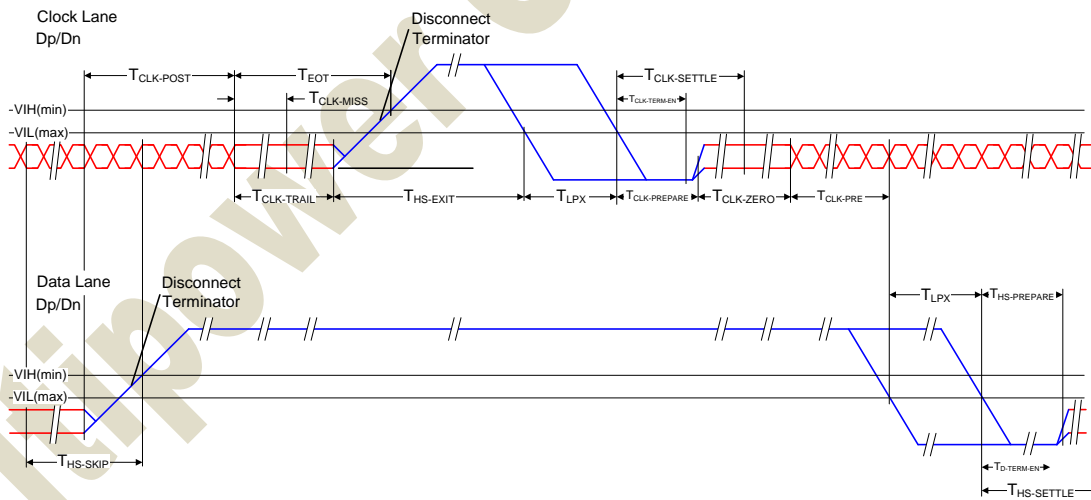 Clock Lane
Dp/Dn
Disconnect
Terminator
TCLK-POST
TEOT
TCLK-SETTLE
TCLK-MISS
TCLK-TERM-EN
VIH(min)
VIL(max)
TCLK-TRAIL
THS-EXIT
TLPX
TCLK-PREPARE
TCLK-ZERO
TCLK-PRE
Data Lane
Dp/Dn
Disconnect
Terminator
TLPX
THS-PREPARE
VIH(min)
VIL(max)
THS-SKIP
TD-TERM-EN
THS-SETTLE